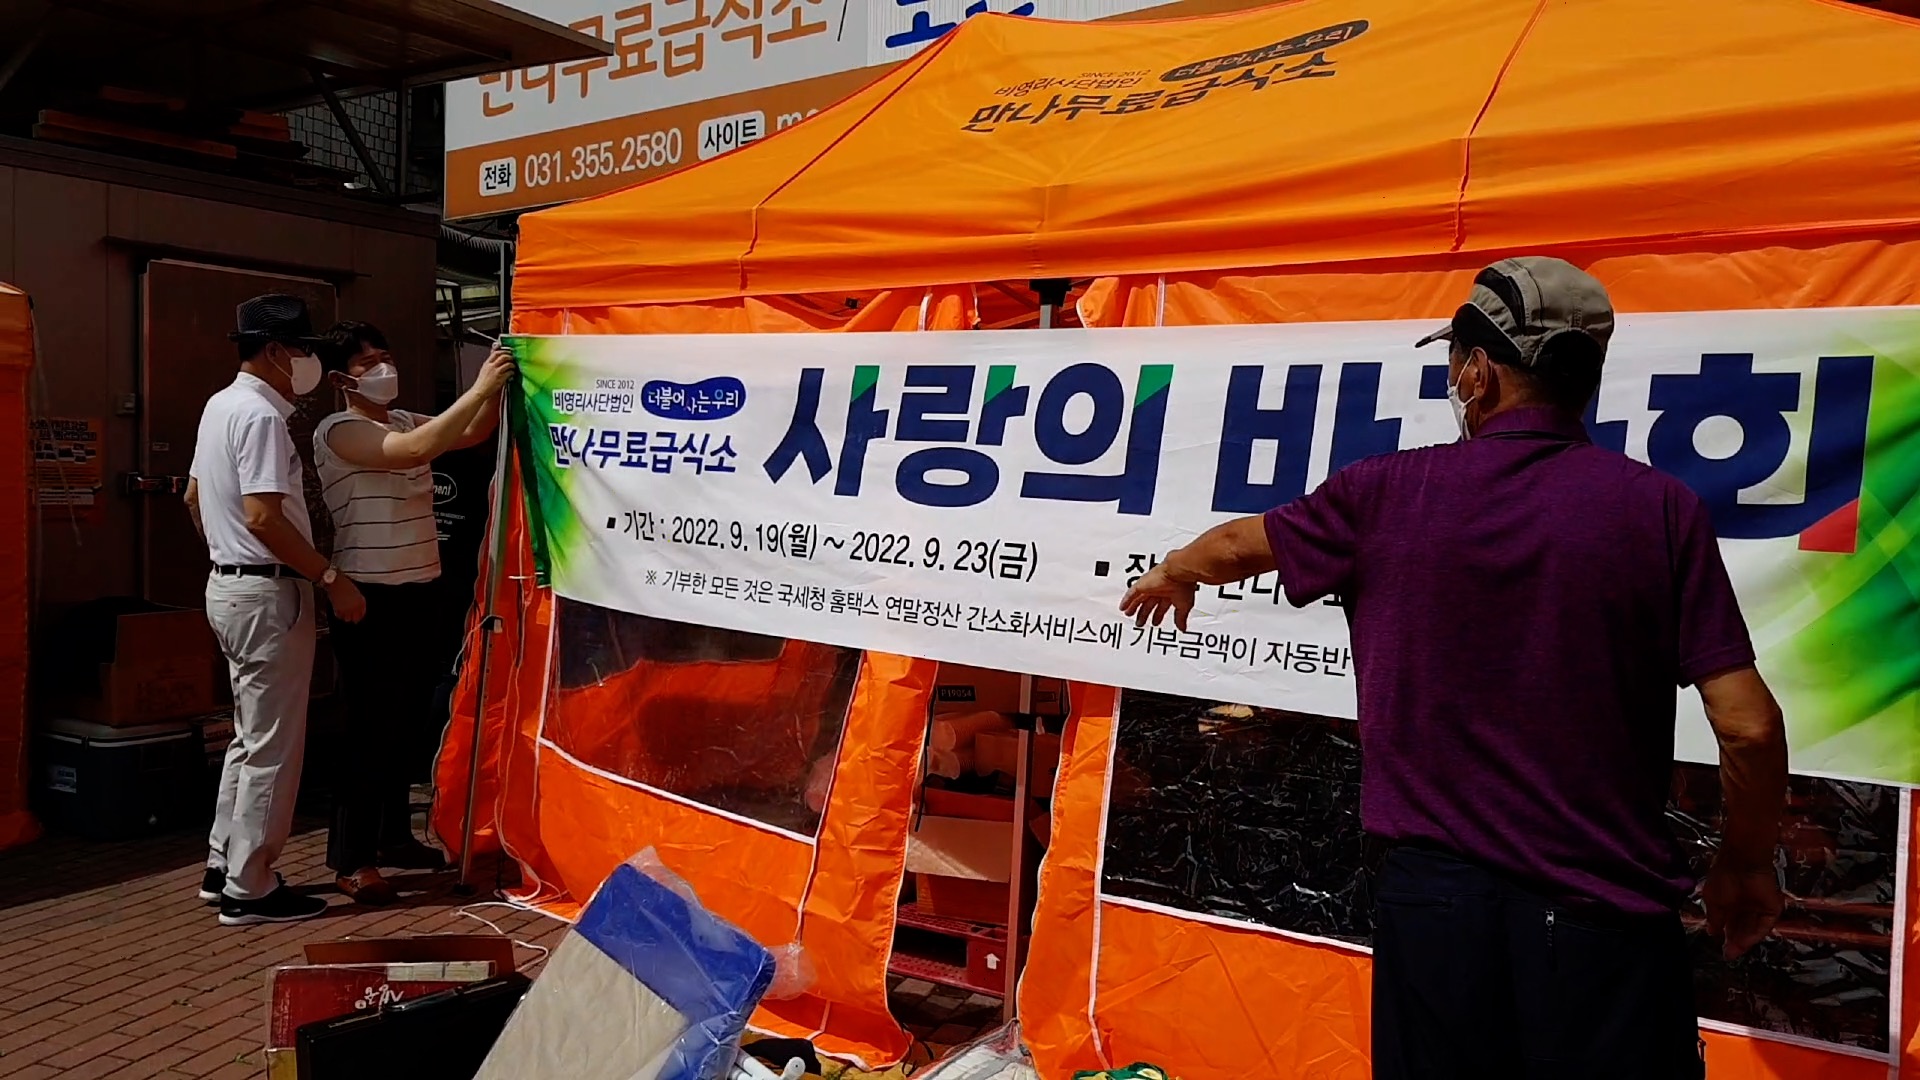 만나무료급식소/
전화 031.355.2580 사이트
SINCE 2012
비영리사단법인 더불어사는우리
만나무료급식소
SINCE 2012
비영리사단법인 더불어사는우리
만나무료급식소
사랑의
▪ 기간 : 2022. 9. 19(월) ~ 2022. 9. 23(금)
※ 기부한 모든 것은 국세청 홈택스 연말정산 간소화서비스에 기부금액이 자동반
P19054